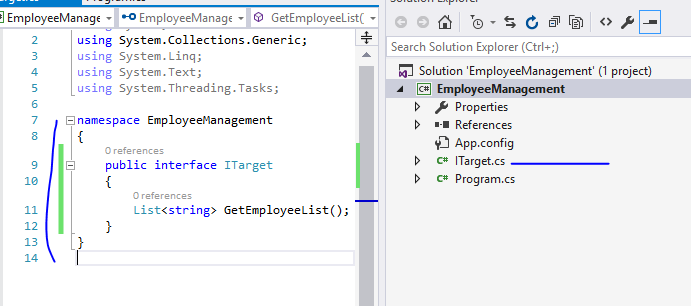 EmployeeManagement
EmployeeManage
GetEmployeeList(
2 using System.Collections.Generic;
3 using System.Linq;
4 using System.Text;
5 using System.Threading.Tasks;
6
7 namespace EmployeeManagement
8 {
0 references
9 public interface ITarget
10 {
0 references
11 List<string> GetEmployeeList();
12 }
13 }
14
Search Solution Explorer (Ctrl+;)
Solution 'EmployeeManagement' (1 project)
C# EmployeeManagement
Properties
References
App.config
C# ITarget.cs
C# Program.cs